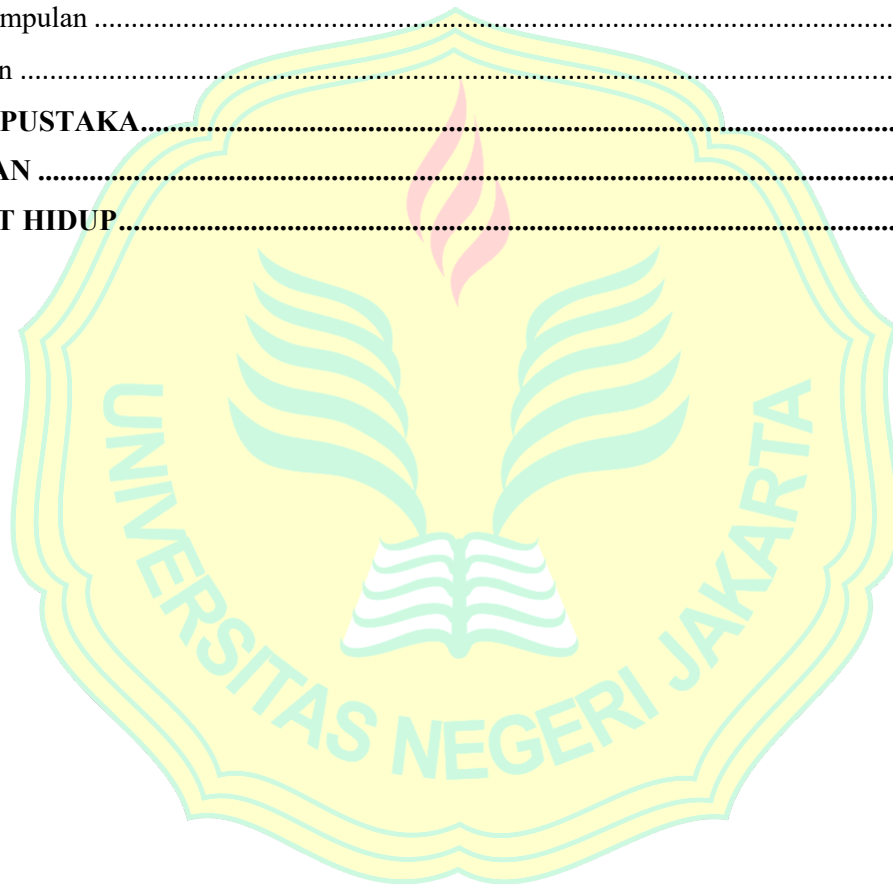 mpulan ....................................................................................................
n ....................................................................................................
PUSTAKA....................................................................................................
AN ....................................................................................................
T HIDUP....................................................................................................
UNIVERSITAS NEGERI JAKARTA